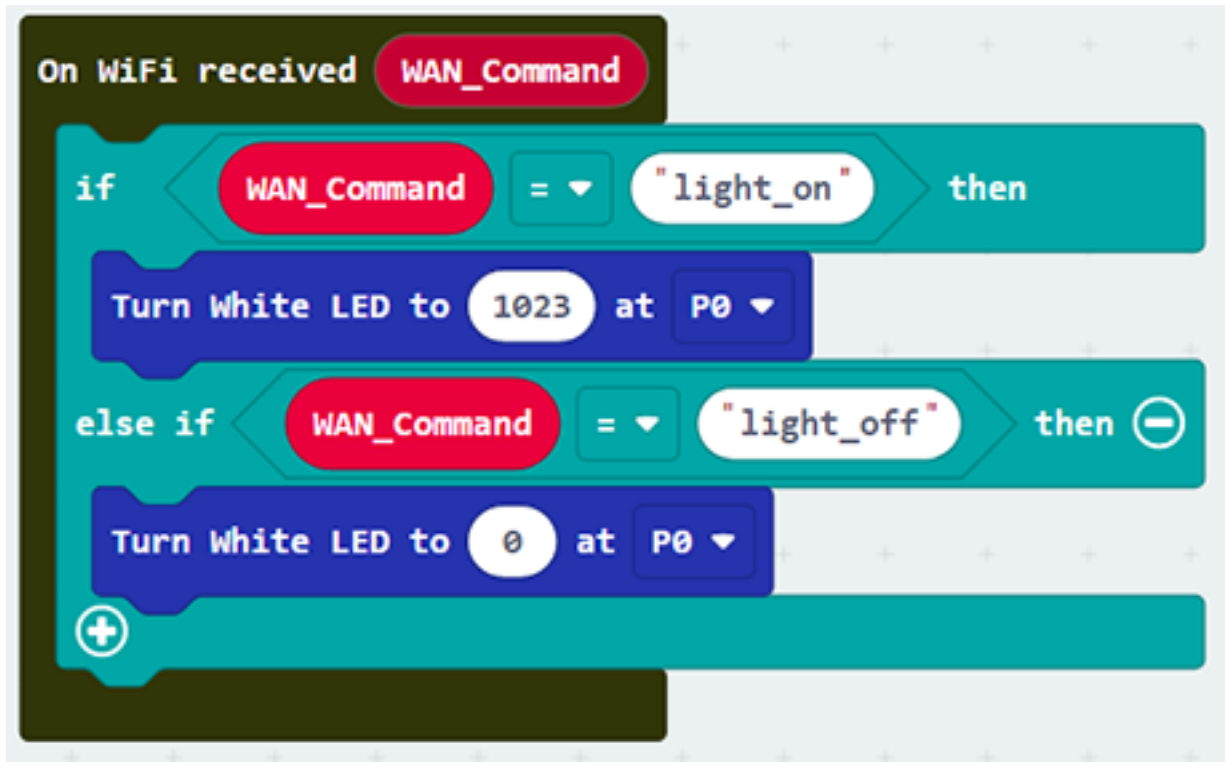 On WiFi received WAN_Command
if WAN_Command = "light_on" then
Turn White LED to 1023 at P0
else if WAN_Command = "light_off" then
Turn White LED to 0 at P0